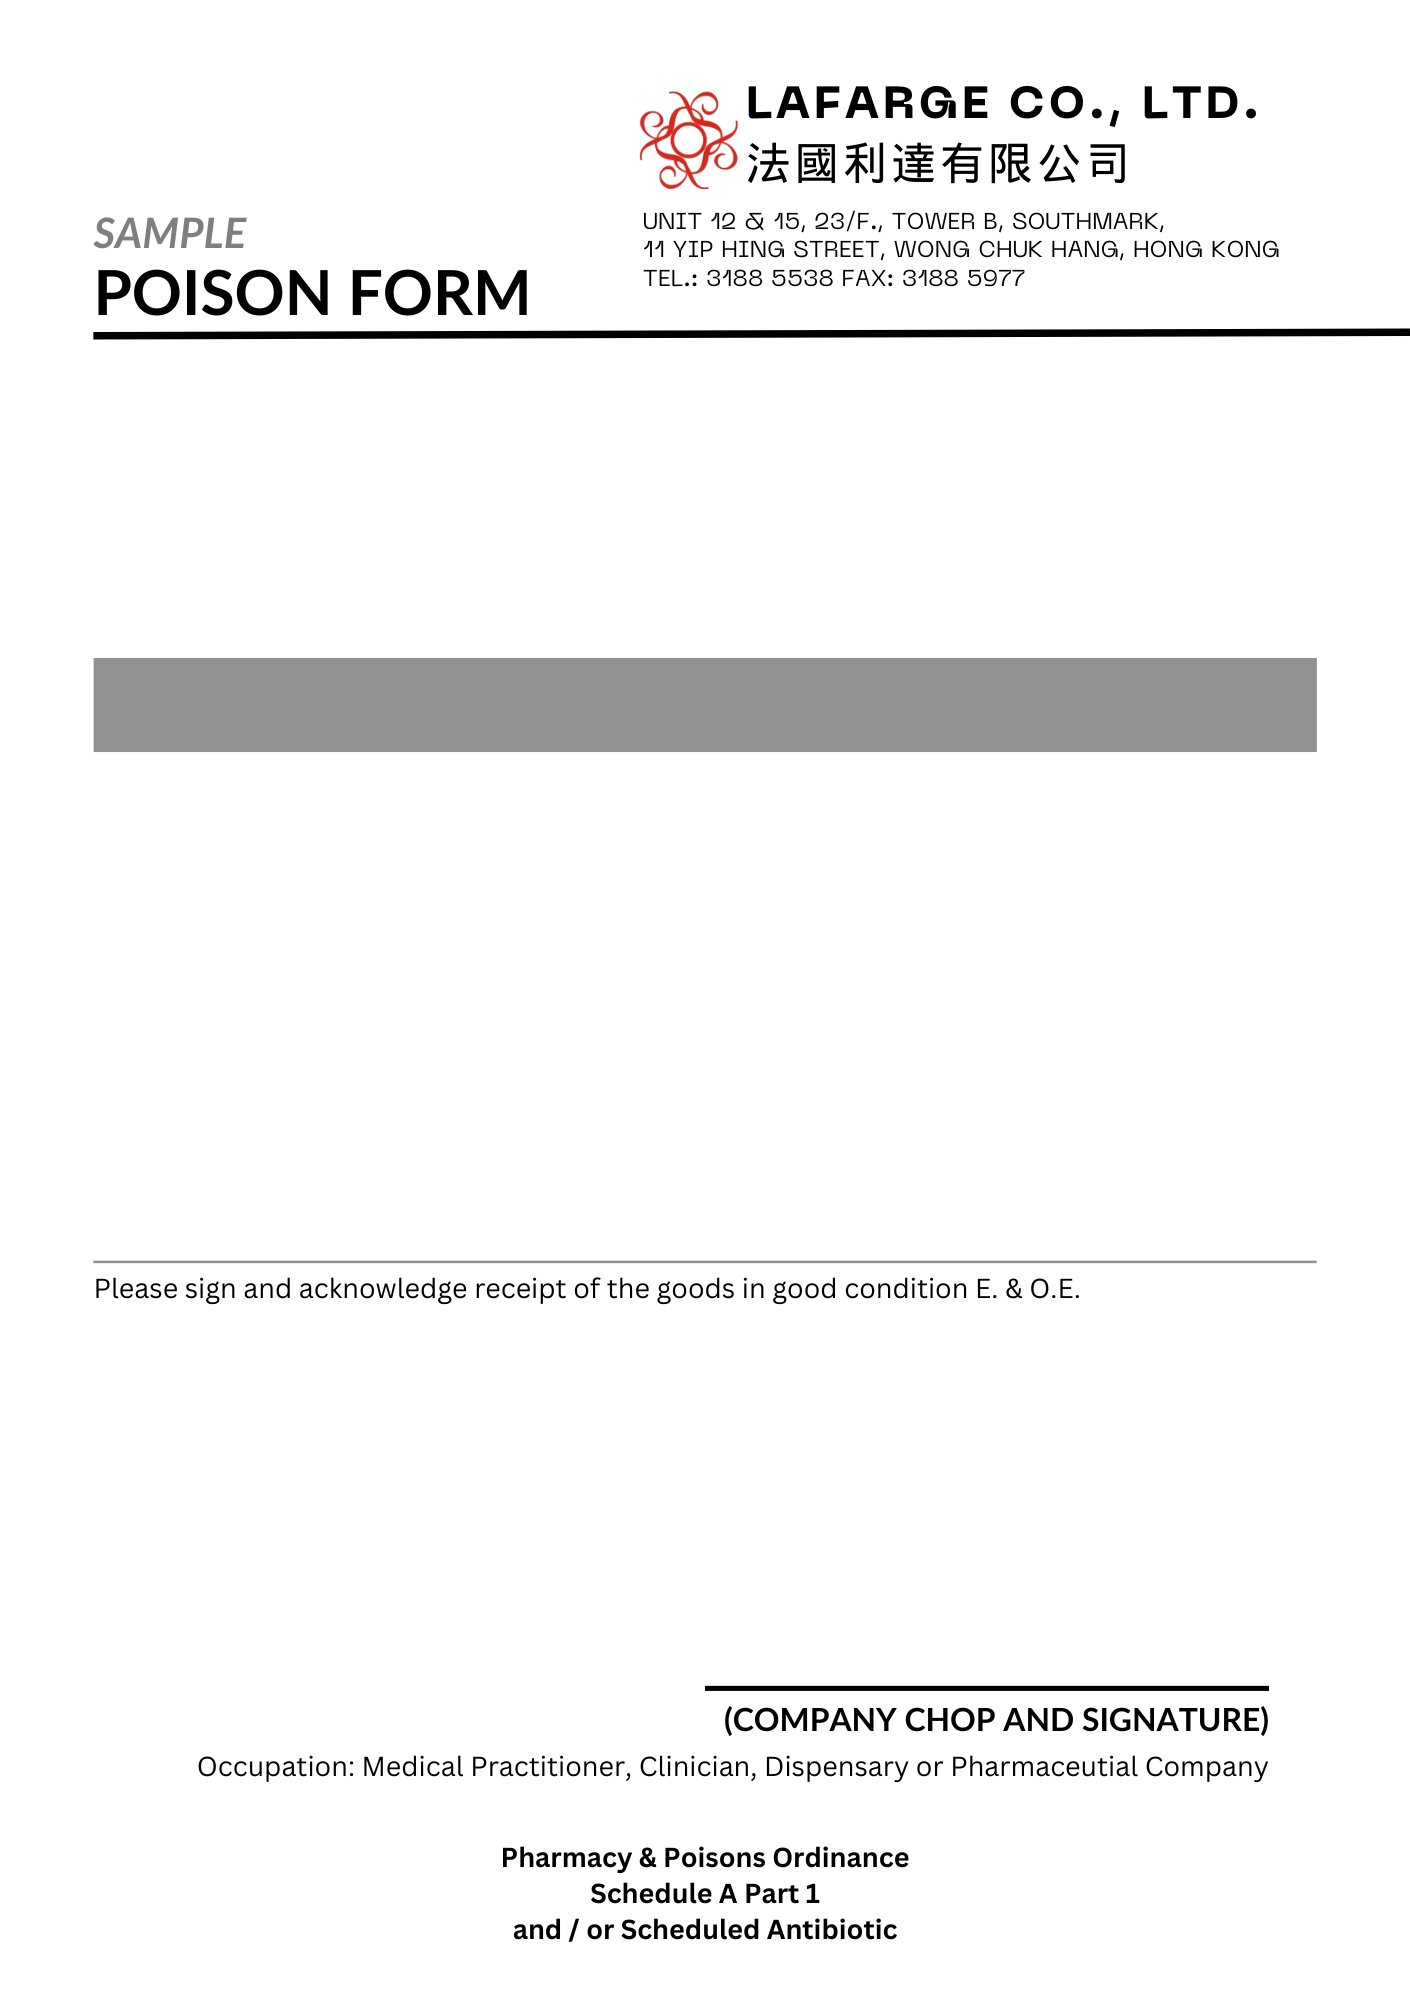 LAFARGE CO., LTD.
法國利達有限公司
UNIT 12 & 15, 23/F., TOWER B, SOUTHMARK,
11 YIP HING STREET, WONG CHUK HANG, HONG KONG
TEL.: 3188 5538 FAX: 3188 5977
SAMPLE
POISON FORM
Please sign and acknowledge receipt of the goods in good condition E. & O.E.
(COMPANY CHOP AND SIGNATURE)
Occupation: Medical Practitioner, Clinician, Dispensary or Pharmaceutial Company
Pharmacy & Poisons Ordinance
Schedule A Part 1
and / or Scheduled Antibiotic